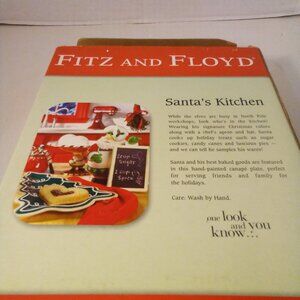 FITZ AND FLOYD
Santa's Kitchen
While the elves are busy in North Pole
workshops, look who's in the kitchen!
Wearing his signature Christmas colors
along with a chef's apron and hat, Santa
cooks up holiday treats such as sugar
cookies, candy canes and luscious pies —
and we can tell he samples his wares!
Santa and his best baked goods are featured
in this hand-painted canapé plate, perfect
for serving friends and family for
the holidays.
Care: Wash by Hand.
one look
and you
know...